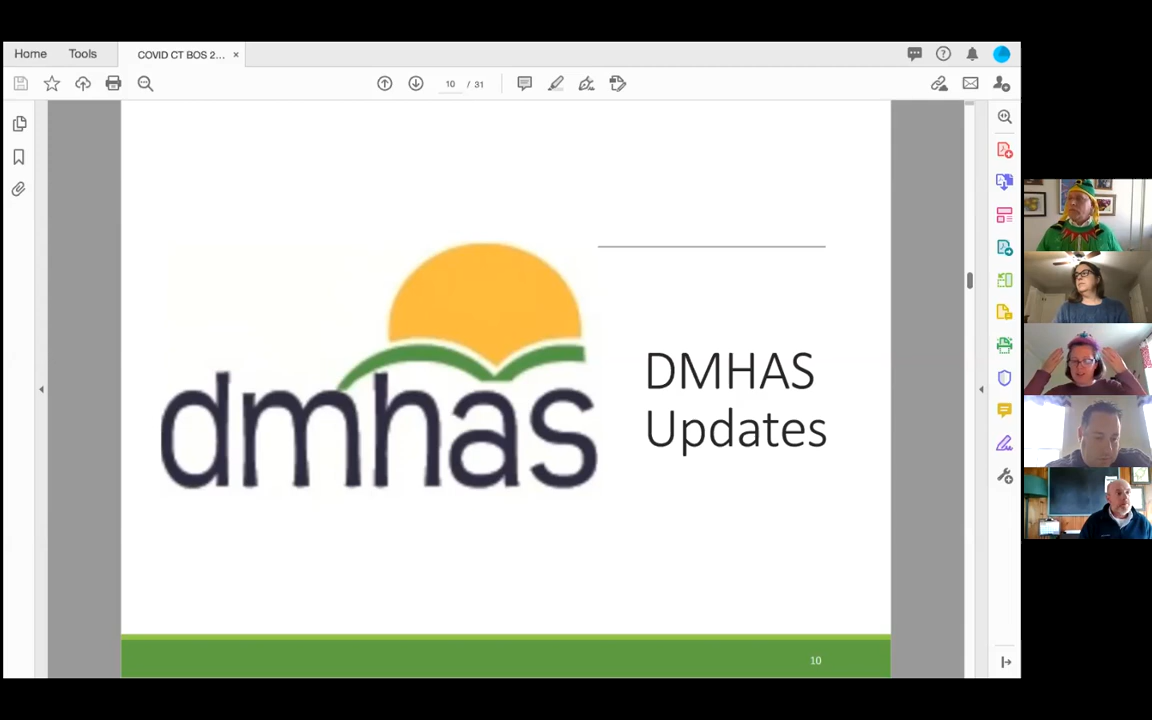 Home
Tools
COVID CT BOS 2...
10 / 31
dmhas
DMHAS
Updates
10